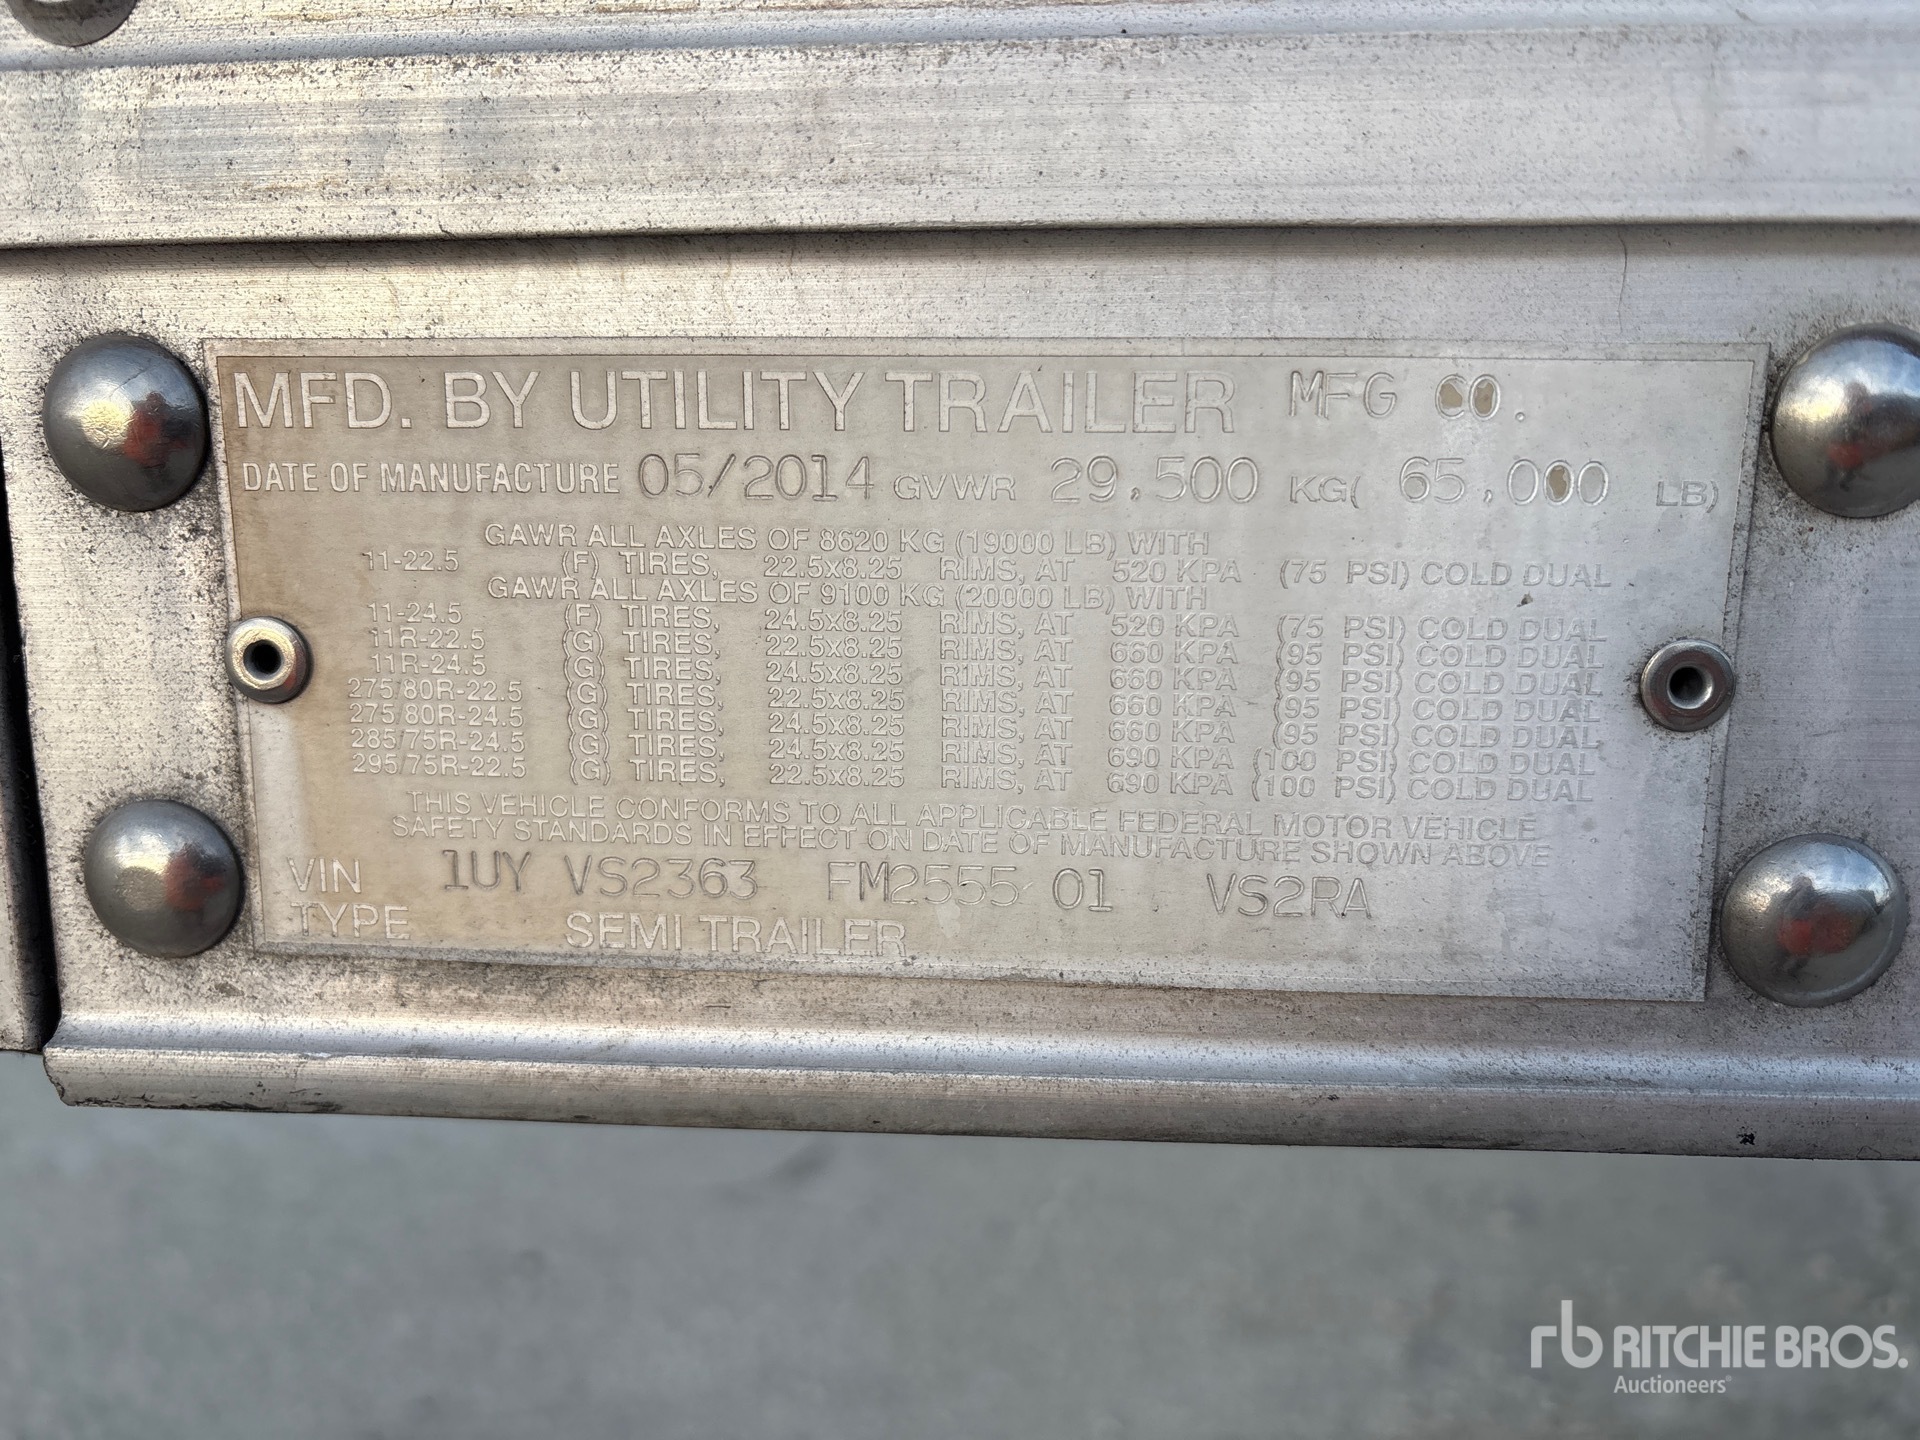 MFD. BY UTILITY TRAILER MFG CO.
DATE OF MANUFACTURE 05/2014 GVWR 29,500 KG( 65,000 LB)
GAWR ALL AXLES OF 8620 KG (19000 LB) WITH
11-22.5 (F) TIRES, 22.5x8.25 RIMS, AT 520 KPA (75 PSI) COLD DUAL
GAWR ALL AXLES OF 9100 KG (20000 LB) WITH
11-24.5 (F) TIRES, 24.5x8.25 RIMS, AT 520 KPA (75 PSI) COLD DUAL
11R-22.5 (G) TIRES, 22.5x8.25 RIMS, AT 660 KPA (95 PSI) COLD DUAL
11R-24.5 (G) TIRES, 24.5x8.25 RIMS, AT 660 KPA (95 PSI) COLD DUAL
275/80R-22.5 (G) TIRES, 22.5x8.25 RIMS, AT 660 KPA (95 PSI) COLD DUAL
275/80R-24.5 (G) TIRES, 24.5x8.25 RIMS, AT 660 KPA (95 PSI) COLD DUAL
285/75R-24.5 (G) TIRES, 24.5x8.25 RIMS, AT 690 KPA (100 PSI) COLD DUAL
295/75R-22.5 (G) TIRES, 22.5x8.25 RIMS, AT 690 KPA (100 PSI) COLD DUAL
THIS VEHICLE CONFORMS TO ALL APPLICABLE FEDERAL MOTOR VEHICLE
SAFETY STANDARDS IN EFFECT ON DATE OF MANUFACTURE SHOWN ABOVE
VIN 1UY VS2363 FM2555 01 VS2RA
TYPE SEMI TRAILER
rb RITCHIE BROS.
Auctioneers